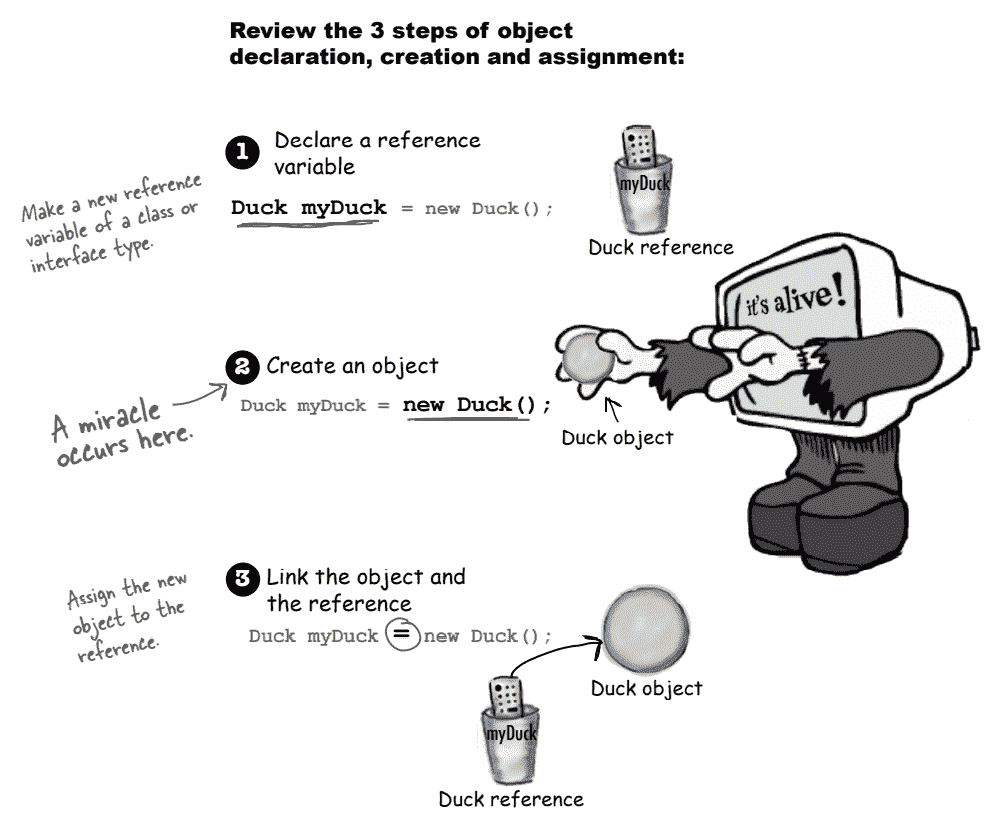 Review the 3 steps of object
declaration, creation and assignment:
1 Declare a reference
variable
Make a new reference
variable of a class or
interface type.
Duck myDuck = new Duck();
myDuck
Duck reference
it's alive!
2 Create an object
Duck myDuck = new Duck();
A miracle
occurs here.
Duck object
3 Link the object and
the reference
Assign the new
object to the
reference.
Duck myDuck = new Duck();
Duck object
myDuck
Duck reference